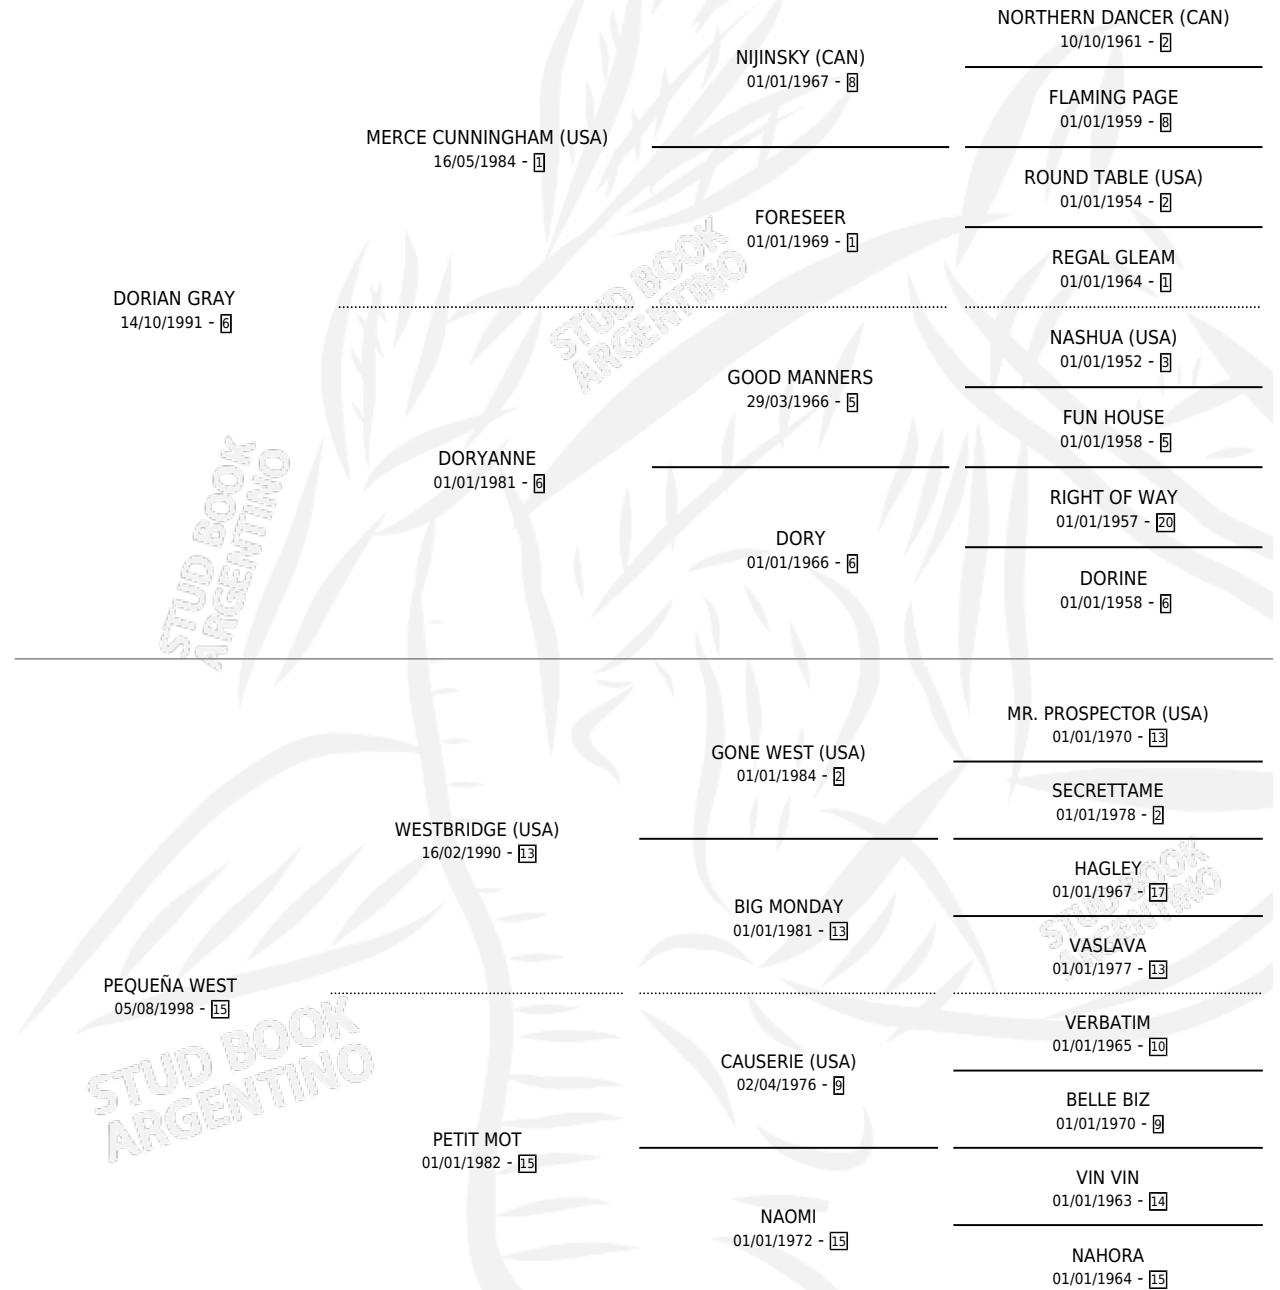 NORTHERN DANCER (CAN)
10/10/1961 - 2
NIJINSKY (CAN)
01/01/1967 - 8
FLAMING PAGE
01/01/1959 - 8
MERCE CUNNINGHAM (USA)
16/05/1984 - 1
ROUND TABLE (USA)
01/01/1954 - 2
FORESEER
01/01/1969 - 1
REGAL GLEAM
01/01/1964 - 1
DORIAN GRAY
14/10/1991 - 6
NASHUA (USA)
01/01/1952 - 3
GOOD MANNERS
29/03/1966 - 5
FUN HOUSE
01/01/1958 - 5
DORYANNE
01/01/1981 - 6
RIGHT OF WAY
01/01/1957 - 20
DORY
01/01/1966 - 6
DORINE
01/01/1958 - 6
MR. PROSPECTOR (USA)
01/01/1970 - 13
GONE WEST (USA)
01/01/1984 - 2
SECRETTAME
01/01/1978 - 2
WESTBRIDGE (USA)
16/02/1990 - 13
HAGLEY
01/01/1967 - 17
BIG MONDAY
01/01/1981 - 13
VASLAVA
01/01/1977 - 13
PEQUEÑA WEST
05/08/1998 - 15
VERBATIM
01/01/1965 - 10
CAUSERIE (USA)
02/04/1976 - 9
BELLE BIZ
01/01/1970 - 9
PETIT MOT
01/01/1982 - 15
VIN VIN
01/01/1963 - 14
NAOMI
01/01/1972 - 15
NAHORA
01/01/1964 - 15
STUD BOOK
ARGENTINO
STUD BOOK
ARGENTINO
STUD BOOK
ARGENTINO
STUD BOOK
ARGENTINO